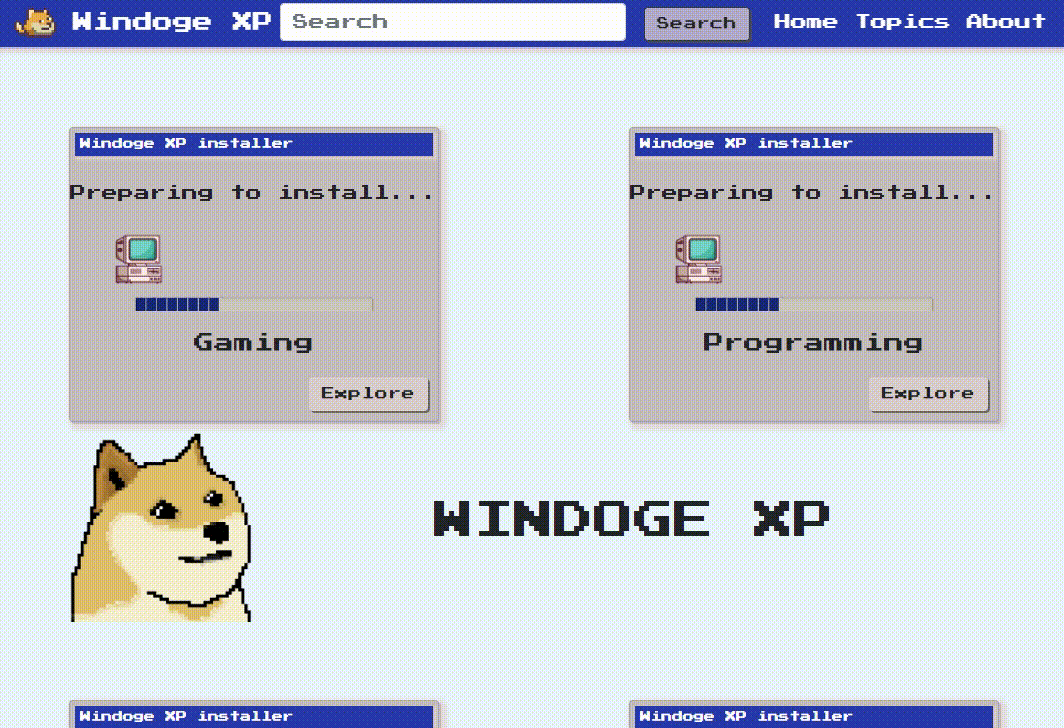 Windoge XP Search Search Home Topics About
Windoge XP installer
Preparing to install...
Gaming
Explore
Windoge XP installer
Preparing to install...
Programming
Explore
WINDOGE XP
Windoge XP installer
Windoge XP installer